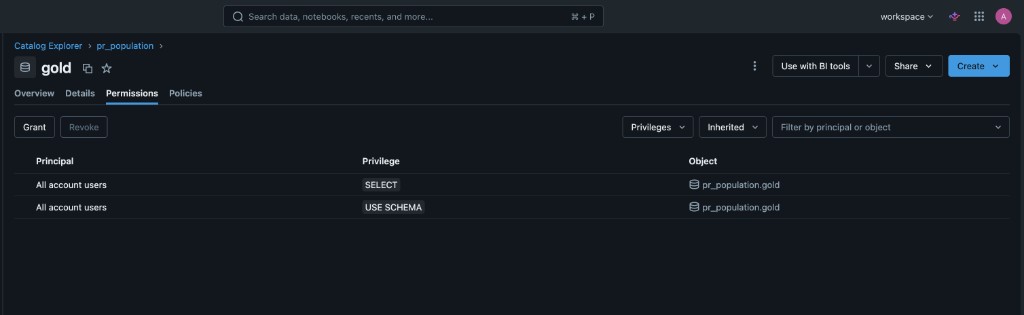 Search data, notebooks, recents, and more... ⌘ + P workspace A
Catalog Explorer › pr_population ›
gold Use with BI tools Share Create
Overview Details Permissions Policies
Grant Revoke Privileges Inherited Filter by principal or object
Principal Privilege Object
All account users SELECT pr_population.gold
All account users USE SCHEMA pr_population.gold